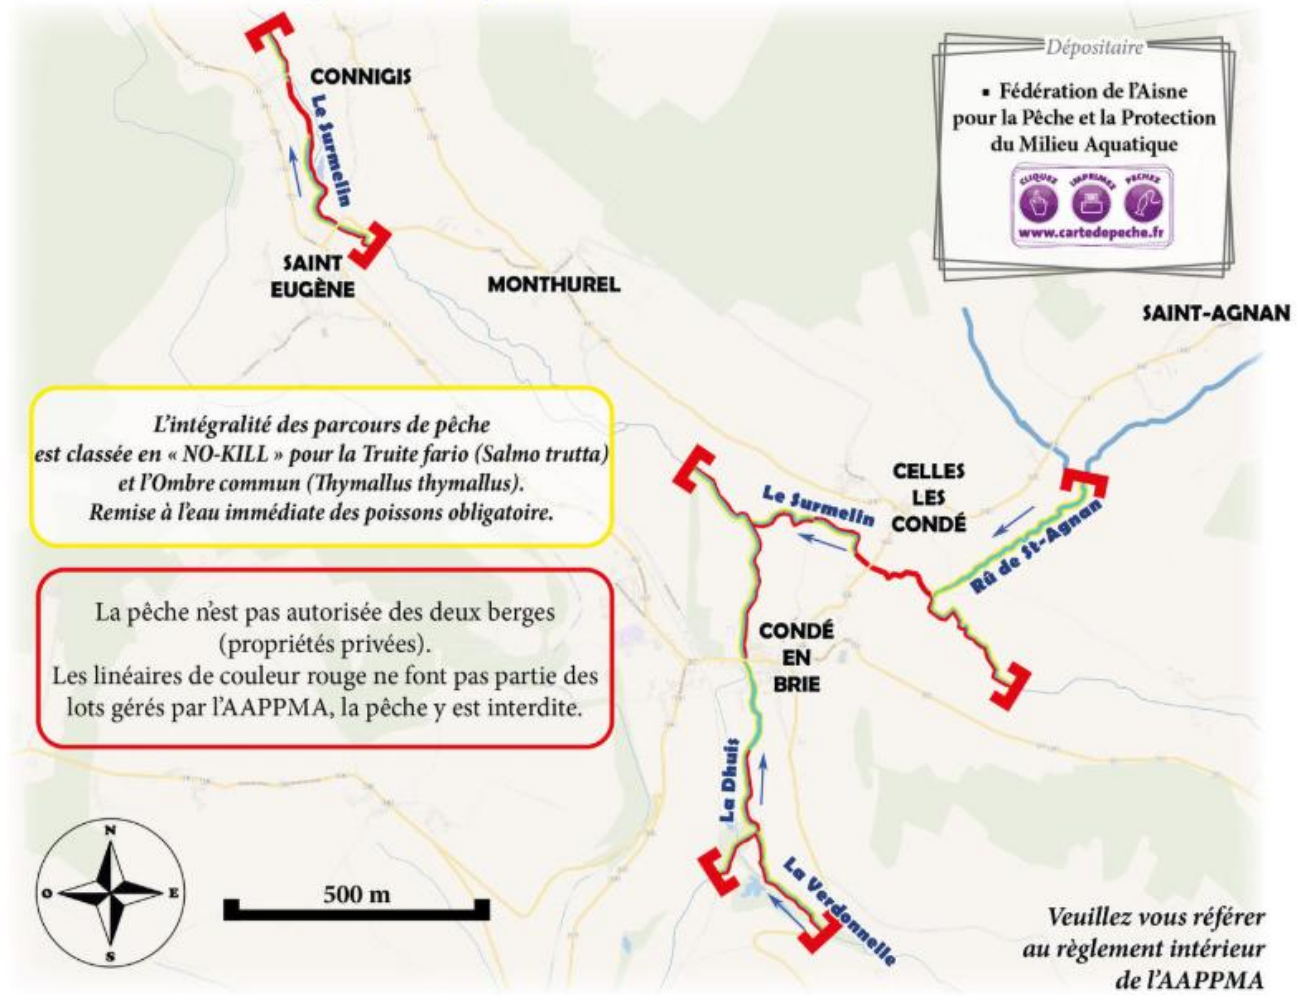 CONNIGIS
Le Surmelin
SAINT
EUGÈNE
MONTHUREL
Dépositaire
▪ Fédération de l'Aisne
pour la Pêche et la Protection
du Milieu Aquatique
CLIQUEZ
IMPRIMEZ
PECHEZ
www.cartedepeche.fr
SAINT-AGNAN
L'intégralité des parcours de pêche
est classée en « NO-KILL » pour la Truite fario (Salmo trutta)
et l'Ombre commun (Thymallus thymallus).
Remise à l'eau immédiate des poissons obligatoire.
CELLES
LES
CONDÉ
Le Surmelin
Rû de St-Agnan
La pêche n'est pas autorisée des deux berges
(propriétés privées).
Les linéaires de couleur rouge ne font pas partie des
lots gérés par l'AAPPMA, la pêche y est interdite.
CONDÉ
EN
BRIE
La Dhuis
La Verdonnelle
N
O
E
S
500 m
Veuillez vous référer
au règlement intérieur
de l'AAPPMA